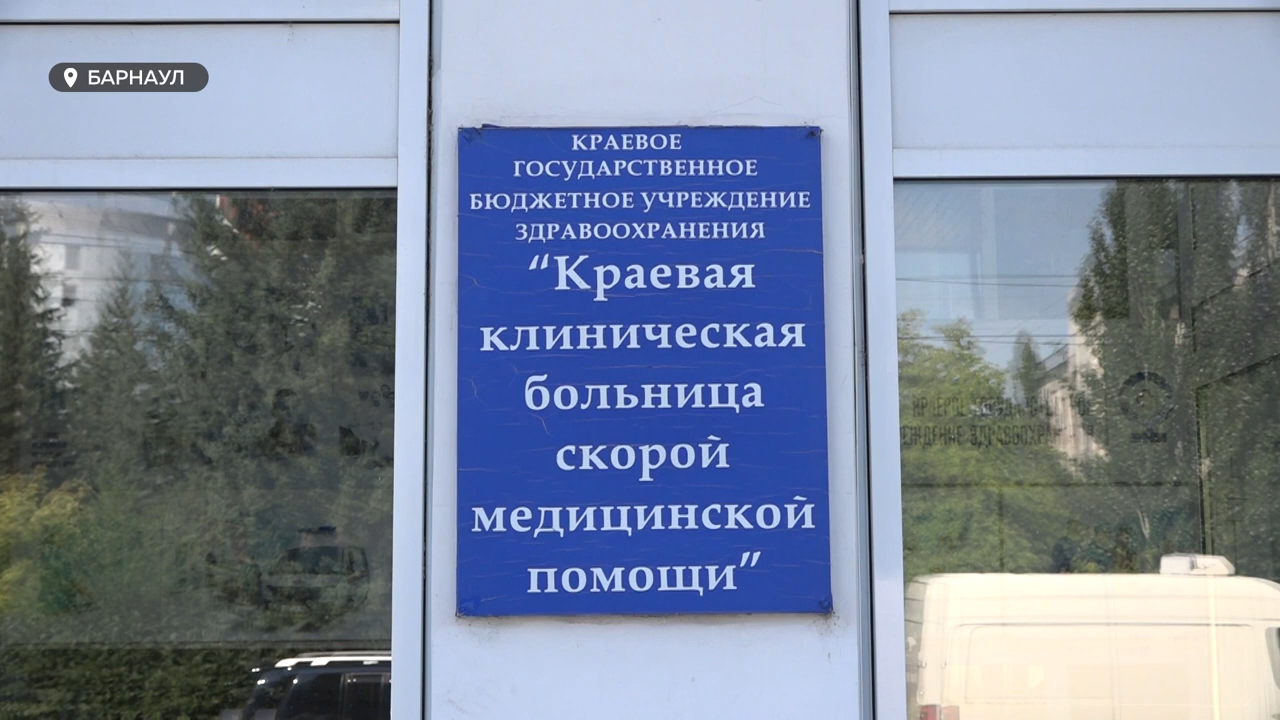 БАРНАУЛ
КРАЕВОЕ
ГОСУДАРСТВЕННОЕ
БЮДЖЕТНОЕ УЧРЕЖДЕНИЕ
ЗДРАВООХРАНЕНИЯ
“Краевая
клиническая
больница
скорой
медицинской
помощи”